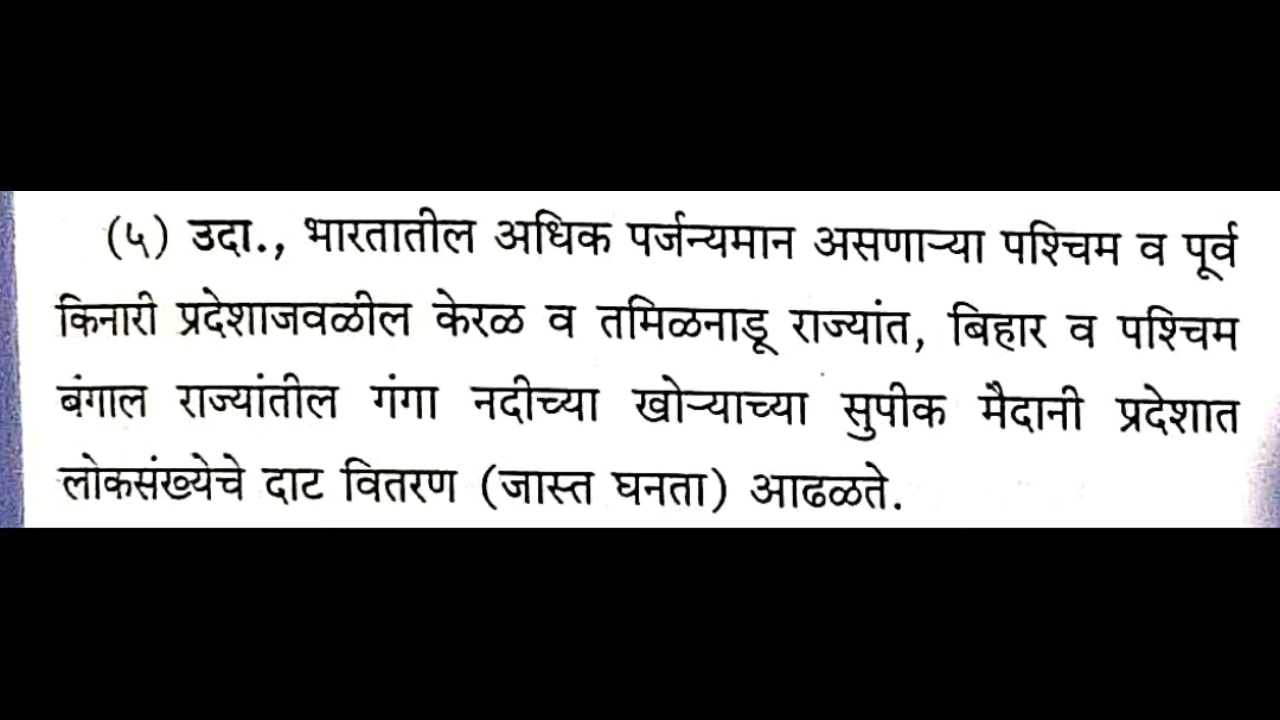 (५) उदा., भारतातील अधिक पर्जन्यमान असणाऱ्या पश्चिम व पूर्व
किनारी प्रदेशाजवळील केरळ व तमिळनाडू राज्यांत, बिहार व पश्चिम
बंगाल राज्यांतील गंगा नदीच्या खोऱ्याच्या सुपीक मैदानी प्रदेशात
लोकसंख्येचे दाट वितरण (जास्त घनता) आढळते.